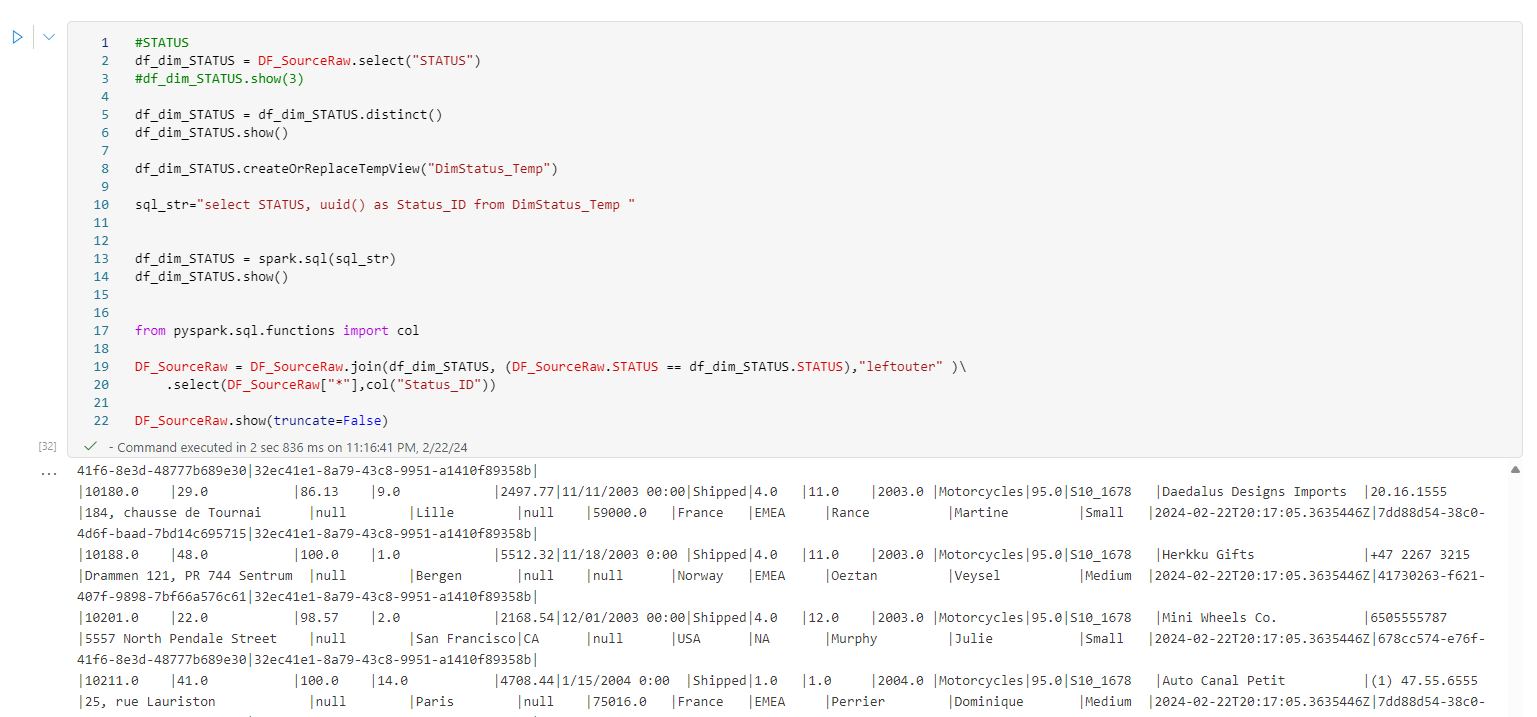 1 #STATUS
2 df_dim_STATUS = DF_SourceRaw.select("STATUS")
3 #df_dim_STATUS.show(3)
4
5 df_dim_STATUS = df_dim_STATUS.distinct()
6 df_dim_STATUS.show()
7
8 df_dim_STATUS.createOrReplaceTempView("DimStatus_Temp")
9
10 sql_str="select STATUS, uuid() as Status_ID from DimStatus_Temp "
11
12
13 df_dim_STATUS = spark.sql(sql_str)
14 df_dim_STATUS.show()
15
16
17 from pyspark.sql.functions import col
18
19 DF_SourceRaw = DF_SourceRaw.join(df_dim_STATUS, (DF_SourceRaw.STATUS == df_dim_STATUS.STATUS),"leftouter" )\
20     .select(DF_SourceRaw["*"],col("Status_ID"))
21
22 DF_SourceRaw.show(truncate=False)
[32] - Command executed in 2 sec 836 ms on 11:16:41 PM, 2/22/24
... 41f6-8e3d-48777b689e30|32ec41e1-8a79-43c8-9951-a1410f89358b|
|10180.0    |29.0           |86.13    |9.0            |2497.77|11/11/2003 00:00|Shipped|4.0   |11.0    |2003.0 |Motorcycles|95.0|S10_1678   |Daedalus Designs Imports  |20.16.1555
|184, chausse de Tournai      |null        |Lille        |null    |59000.0   |France   |EMEA     |Rance          |Martine         |Small   |2024-02-22T20:17:05.3635446Z|7dd88d54-38c0-
4d6f-baad-7bd14c695715|32ec41e1-8a79-43c8-9951-a1410f89358b|
|10188.0    |48.0           |100.0    |1.0            |5512.32|11/18/2003 0:00 |Shipped|4.0   |11.0    |2003.0 |Motorcycles|95.0|S10_1678   |Herkku Gifts              |+47 2267 3215
|Drammen 121, PR 744 Sentrum  |null        |Bergen       |null    |null      |Norway   |EMEA     |Oeztan         |Veysel          |Medium  |2024-02-22T20:17:05.3635446Z|41730263-f621-
407f-9898-7bf66a576c61|32ec41e1-8a79-43c8-9951-a1410f89358b|
|10201.0    |22.0           |98.57    |2.0            |2168.54|12/01/2003 00:00|Shipped|4.0   |12.0    |2003.0 |Motorcycles|95.0|S10_1678   |Mini Wheels Co.           |6505555787
|5557 North Pendale Street    |null        |San Francisco|CA      |null      |USA      |NA       |Murphy         |Julie           |Small   |2024-02-22T20:17:05.3635446Z|678cc574-e76f-
41f6-8e3d-48777b689e30|32ec41e1-8a79-43c8-9951-a1410f89358b|
|10211.0    |41.0           |100.0    |14.0           |4708.44|1/15/2004 0:00  |Shipped|1.0   |1.0     |2004.0 |Motorcycles|95.0|S10_1678   |Auto Canal Petit          |(1) 47.55.6555
|25, rue Lauriston            |null        |Paris        |null    |75016.0   |France   |EMEA     |Perrier        |Dominique       |Medium  |2024-02-22T20:17:05.3635446Z|7dd88d54-38c0-